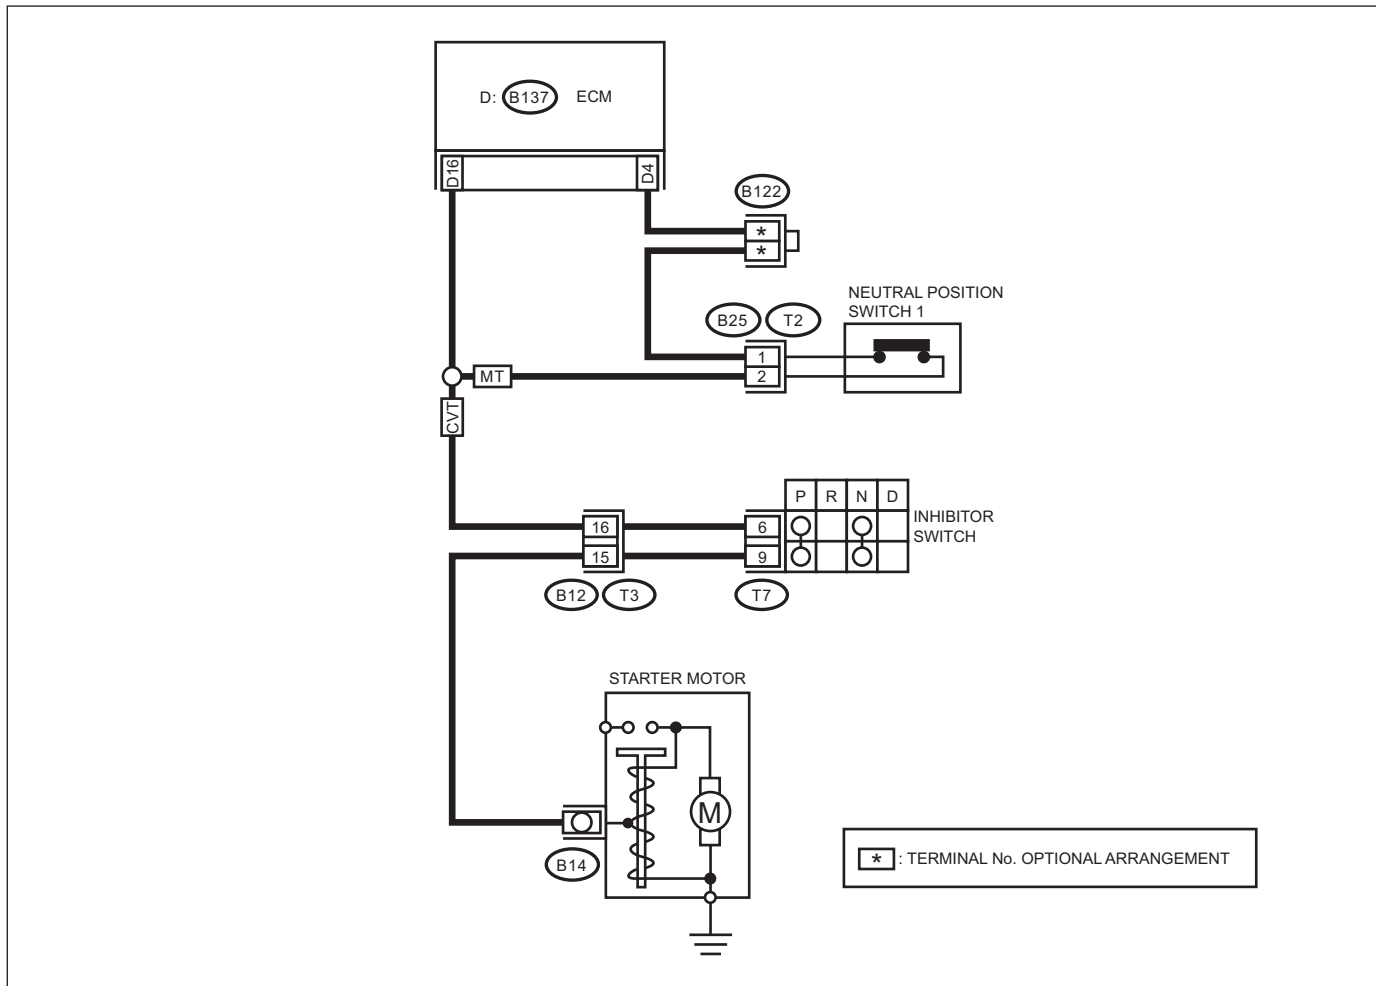 D: B137 ECM
D16 D4
B122
*
*
NEUTRAL POSITION
SWITCH 1
B25 T2
1
2
MT
CVT
P R N D
INHIBITOR
SWITCH
16 6
15 9
B12 T3 T7
STARTER MOTOR
M
B14
* : TERMINAL No. OPTIONAL ARRANGEMENT